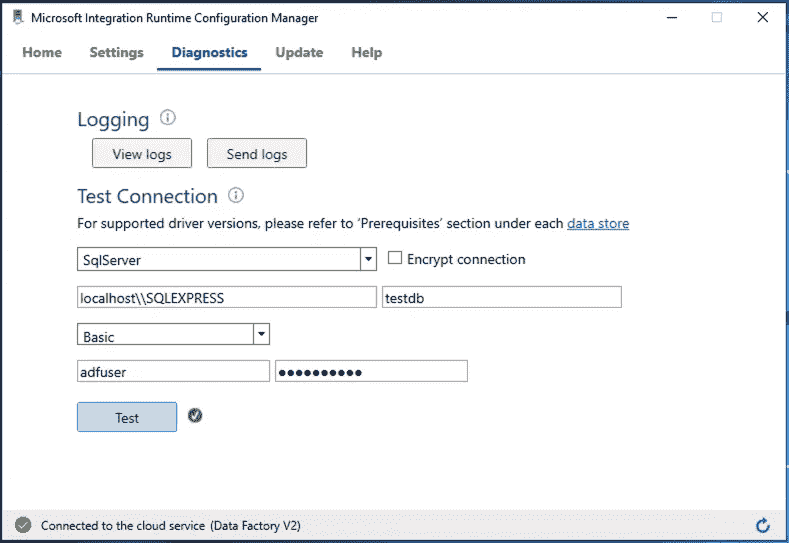 Microsoft Integration Runtime Configuration Manager
Home Settings Diagnostics Update Help
Logging
View logs Send logs
Test Connection
For supported driver versions, please refer to 'Prerequisites' section under each data store
SqlServer Encrypt connection
localhost\\SQLEXPRESS testdb
Basic
adfuser ●●●●●●●●●●
Test
Connected to the cloud service (Data Factory V2)